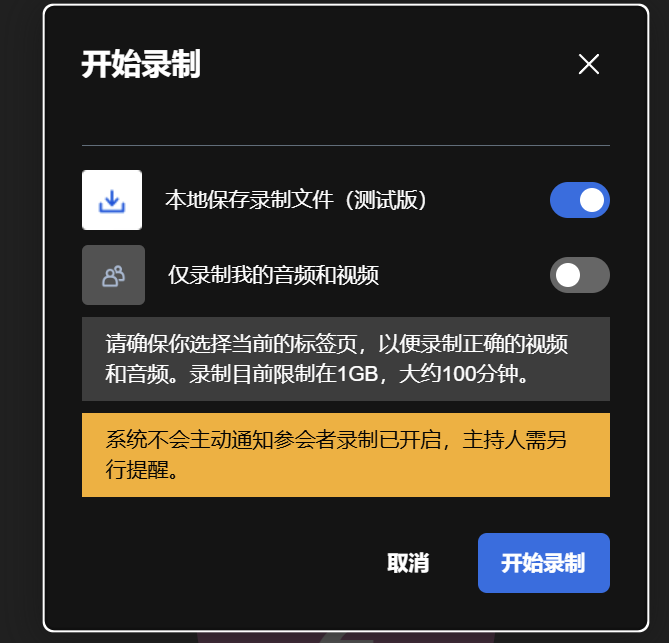 开始录制
本地保存录制文件（测试版）
仅录制我的音频和视频
请确保你选择当前的标签页，以便录制正确的视频
和音频。录制目前限制在1GB，大约100分钟。
系统不会主动通知参会者录制已开启，主持人需另
行提醒。
取消
开始录制